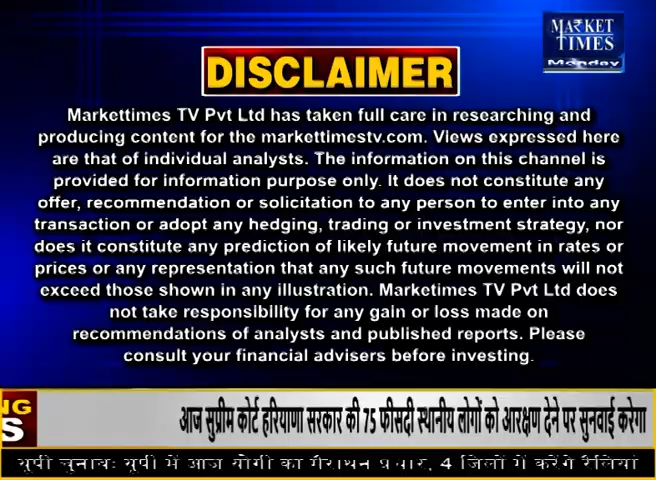 MARKET
TIMES
Monday
DISCLAIMER
Markettimes TV Pvt Ltd has taken full care in researching and
producing content for the markettimestv.com. Views expressed here
are that of individual analysts. The information on this channel is
provided for information purpose only. It does not constitute any
offer, recommendation or solicitation to any person to enter into any
transaction or adopt any hedging, trading or investment strategy, nor
does it constitute any prediction of likely future movement in rates or
prices or any representation that any such future movements will not
exceed those shown in any illustration. Marketimes TV Pvt Ltd does
not take responsibility for any gain or loss made on
recommendations of analysts and published reports. Please
consult your financial advisers before investing.
NG
S
आज सुप्रीम कोर्ट हरियाणा सरकार की 75 फीसदी स्थानीय लोगों को आरक्षण देने पर सुनवाई करेगा
यूपी चुनावः यूपी में आज योगी का मैराथन प्रचार, 4 जिलों में करेंगे रैलियां